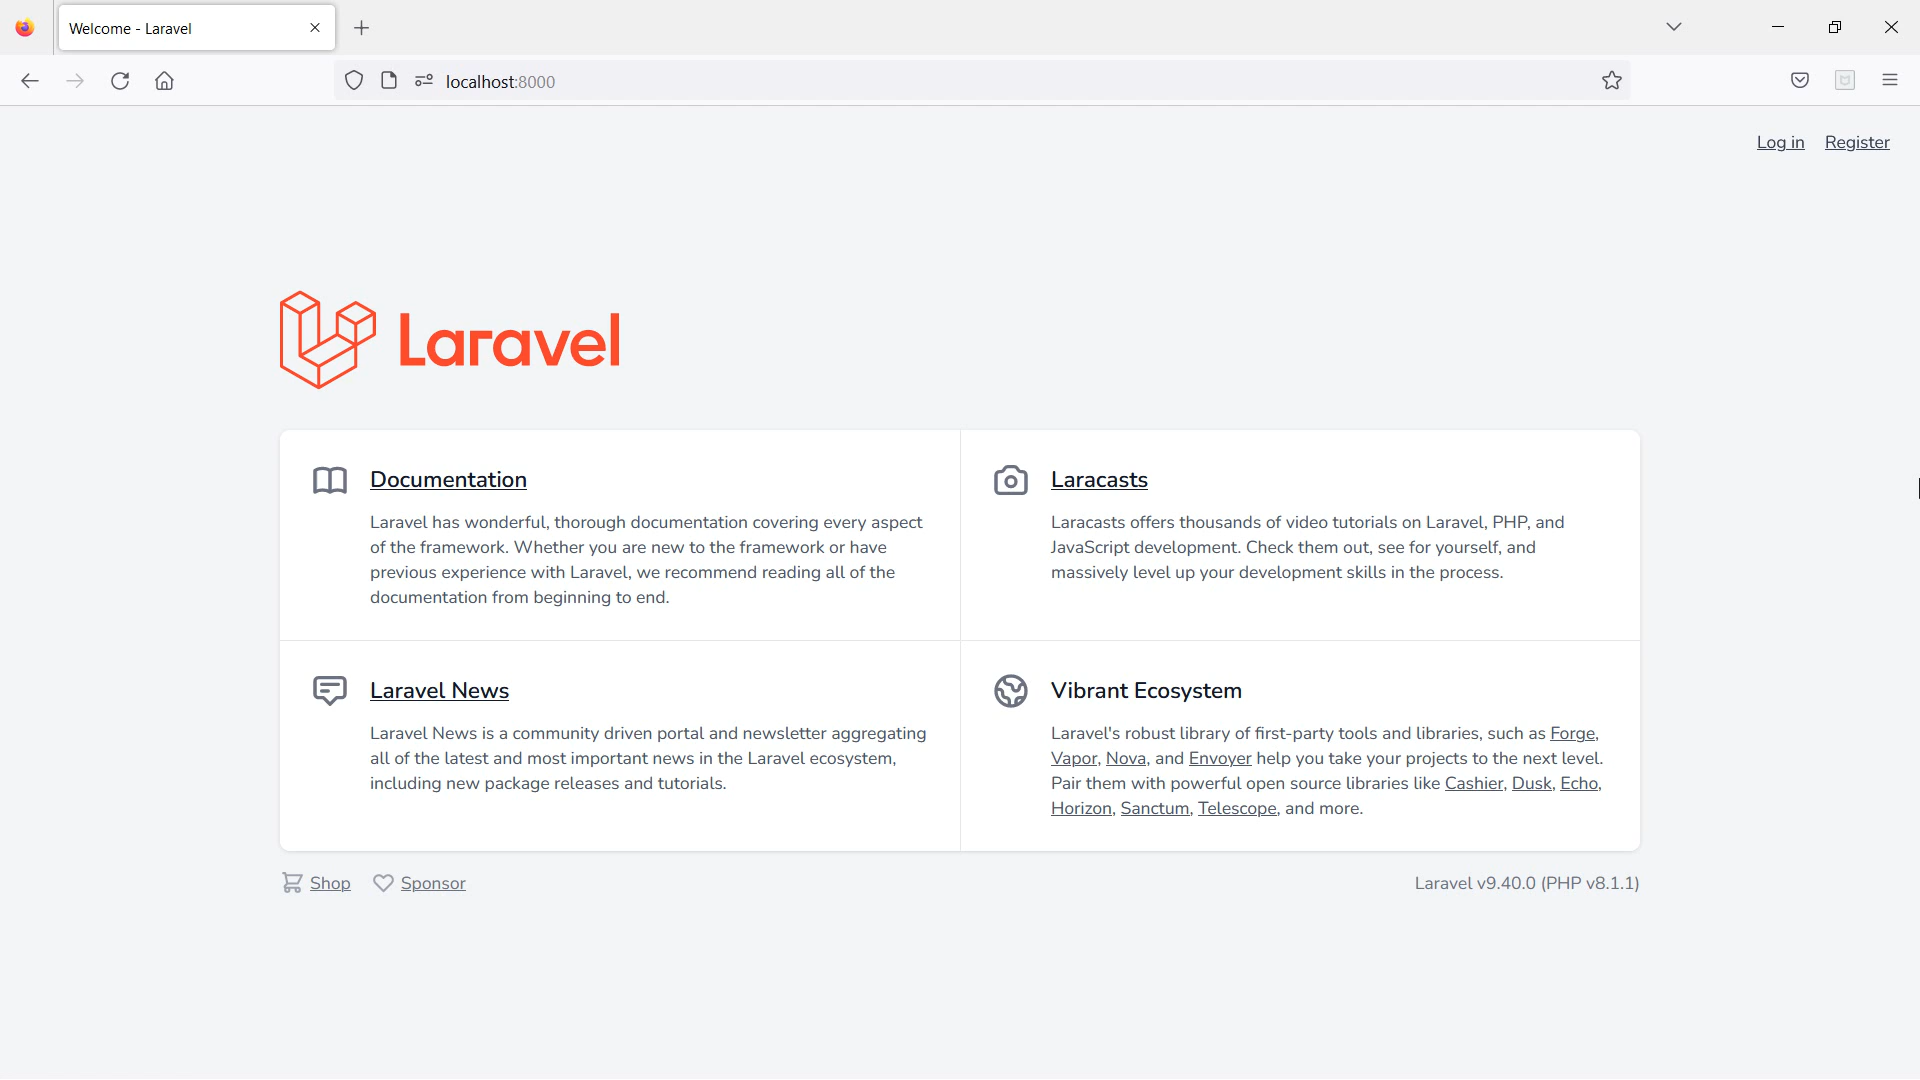 Welcome - Laravel
localhost:8000
Log in Register
Laravel
Documentation
Laravel has wonderful, thorough documentation covering every aspect
of the framework. Whether you are new to the framework or have
previous experience with Laravel, we recommend reading all of the
documentation from beginning to end.
Laracasts
Laracasts offers thousands of video tutorials on Laravel, PHP, and
JavaScript development. Check them out, see for yourself, and
massively level up your development skills in the process.
Laravel News
Laravel News is a community driven portal and newsletter aggregating
all of the latest and most important news in the Laravel ecosystem,
including new package releases and tutorials.
Vibrant Ecosystem
Laravel's robust library of first-party tools and libraries, such as Forge,
Vapor, Nova, and Envoyer help you take your projects to the next level.
Pair them with powerful open source libraries like Cashier, Dusk, Echo,
Horizon, Sanctum, Telescope, and more.
Shop Sponsor
Laravel v9.40.0 (PHP v8.1.1)